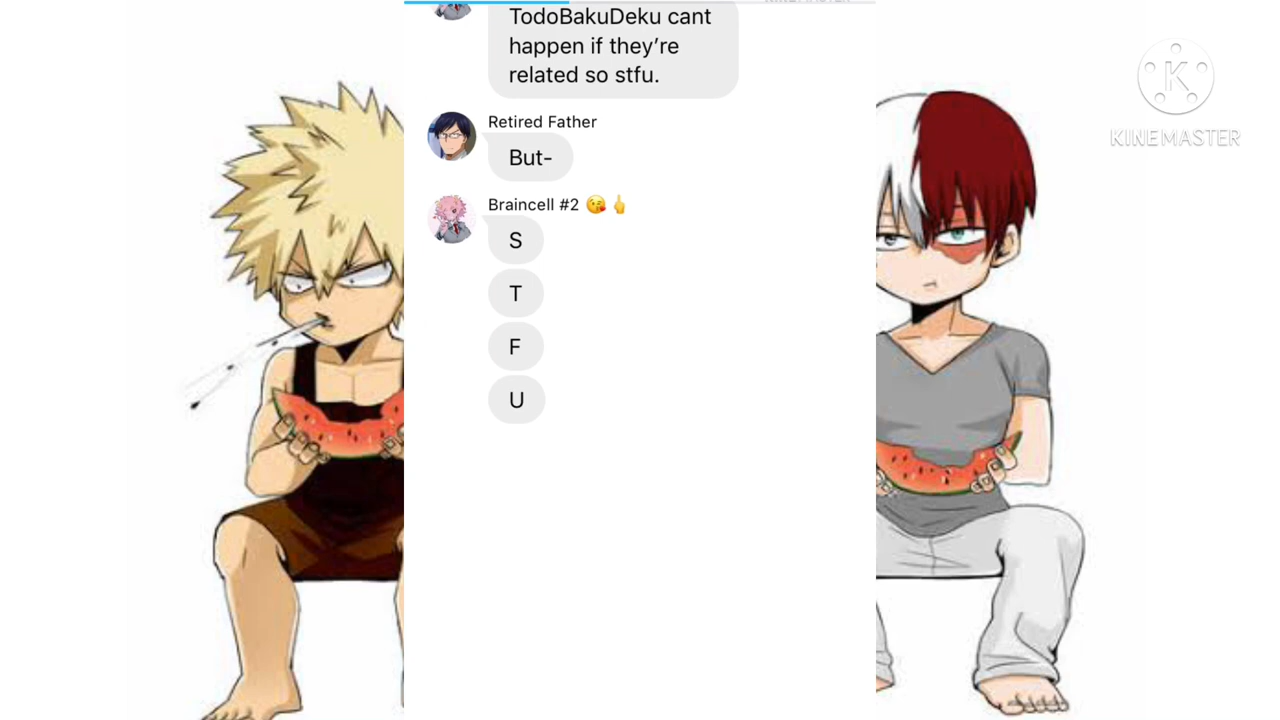 TodoBakuDeku cant
happen if they’re
related so stfu.
Retired Father
But-
Braincell #2 😘🖕
S
T
F
U
K
KINEMASTER